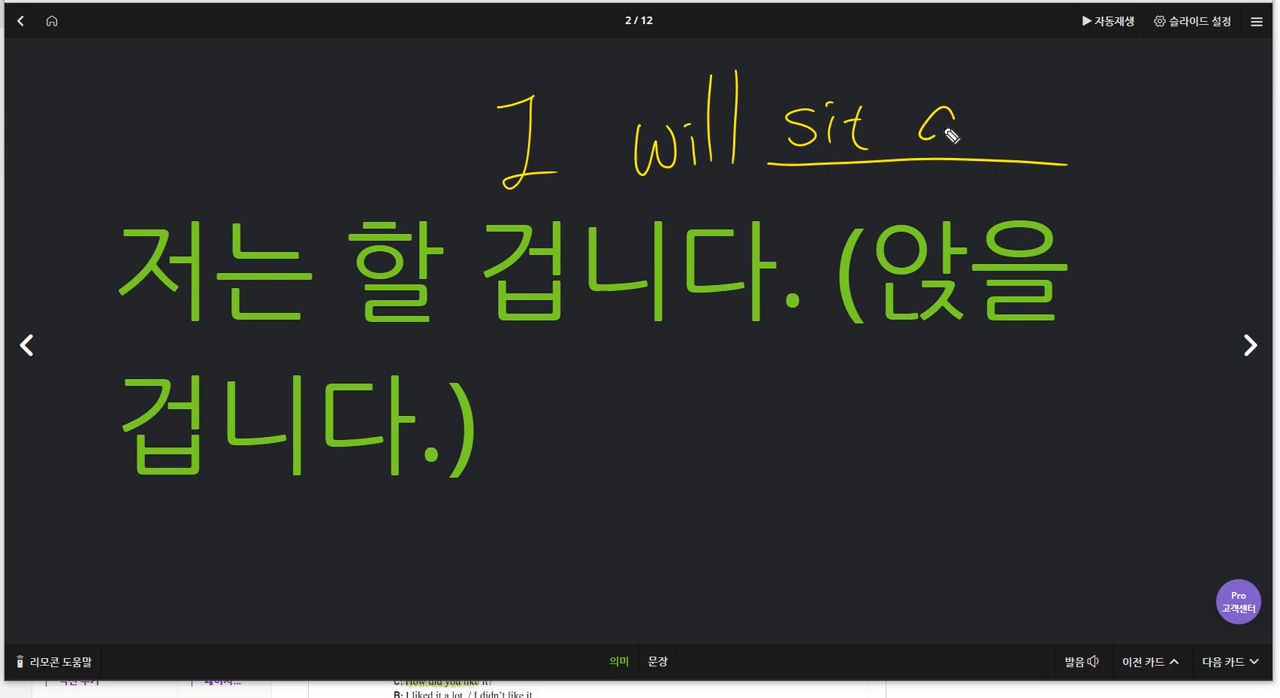 2 / 12
자동재생
슬라이드 설정
I will sit
저는 할 겁니다. (앉을
겁니다.)
Pro
고객센터
리모콘 도움말
의미
문장
발음
이전 카드
다음 카드
C: How did you like it?
B: I liked it a lot. / I didn't like it